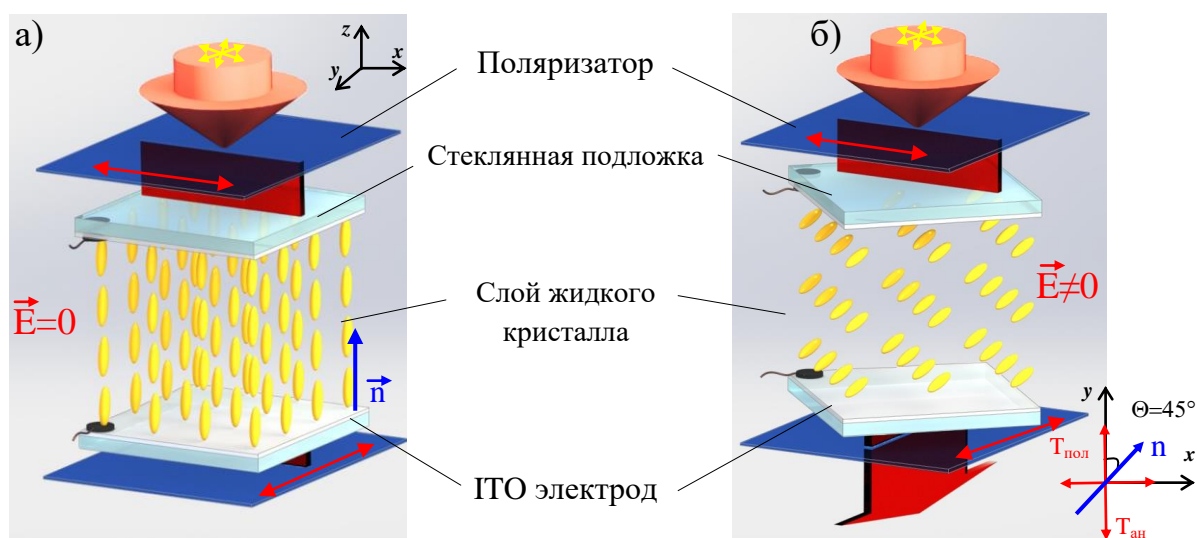 а)
б)
z
x
y
Поляризатор
Стеклянная подложка
E=0
E≠0
Слой жидкого
кристалла
n
ITO электрод
y
Θ=45°
Tпол
n
x
Tан